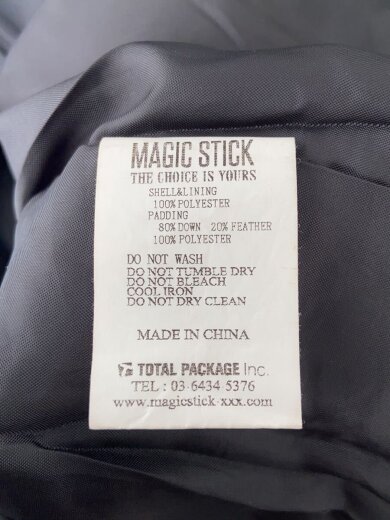 MAGIC STICK
THE CHOICE IS YOURS
SHELL&LINING
100% POLYESTER
PADDING
80% DOWN 20% FEATHER
100% POLYESTER
DO NOT WASH
DO NOT TUMBLE DRY
DO NOT BLEACH
COOL IRON
DO NOT DRY CLEAN
MADE IN CHINA
TOTAL PACKAGE Inc.
TEL : 03-6434 5376
www.magicstick-xxx.com